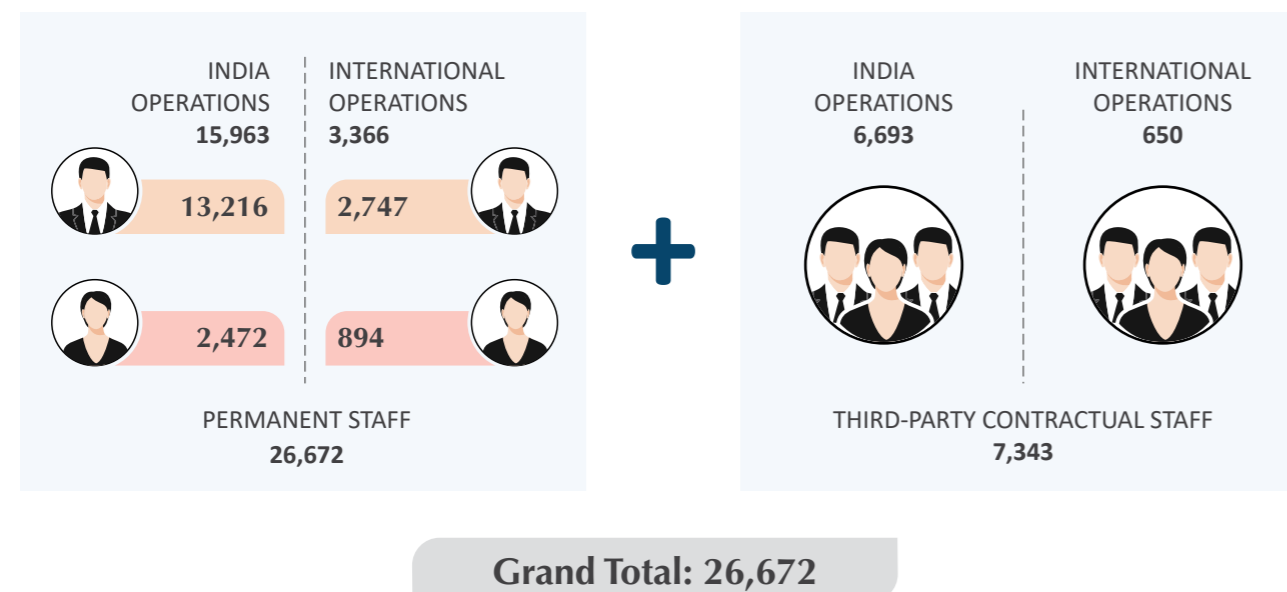 INDIA
OPERATIONS
15,963
INTERNATIONAL
OPERATIONS
3,366
13,216
2,747
2,472
894
PERMANENT STAFF
26,672
+
INDIA
OPERATIONS
6,693
INTERNATIONAL
OPERATIONS
650
THIRD-PARTY CONTRACTUAL STAFF
7,343
Grand Total: 26,672